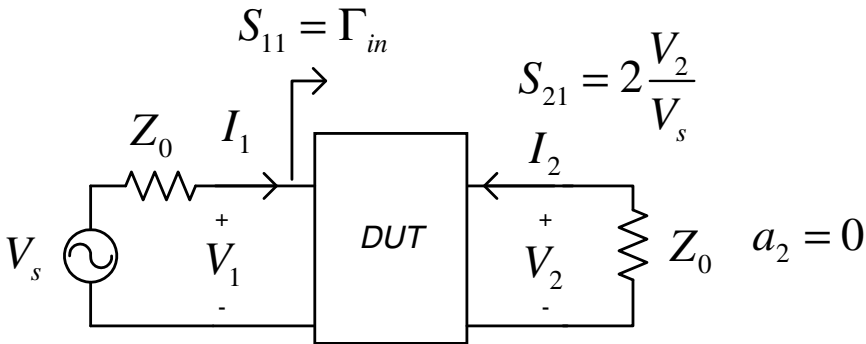 S₁₁ = Γᵢₙ
S₂₁ = 2 V₂/Vₛ
Z₀ I₁ I₂
+ +
Vₛ V₁ DUT V₂ Z₀ a₂ = 0
- -